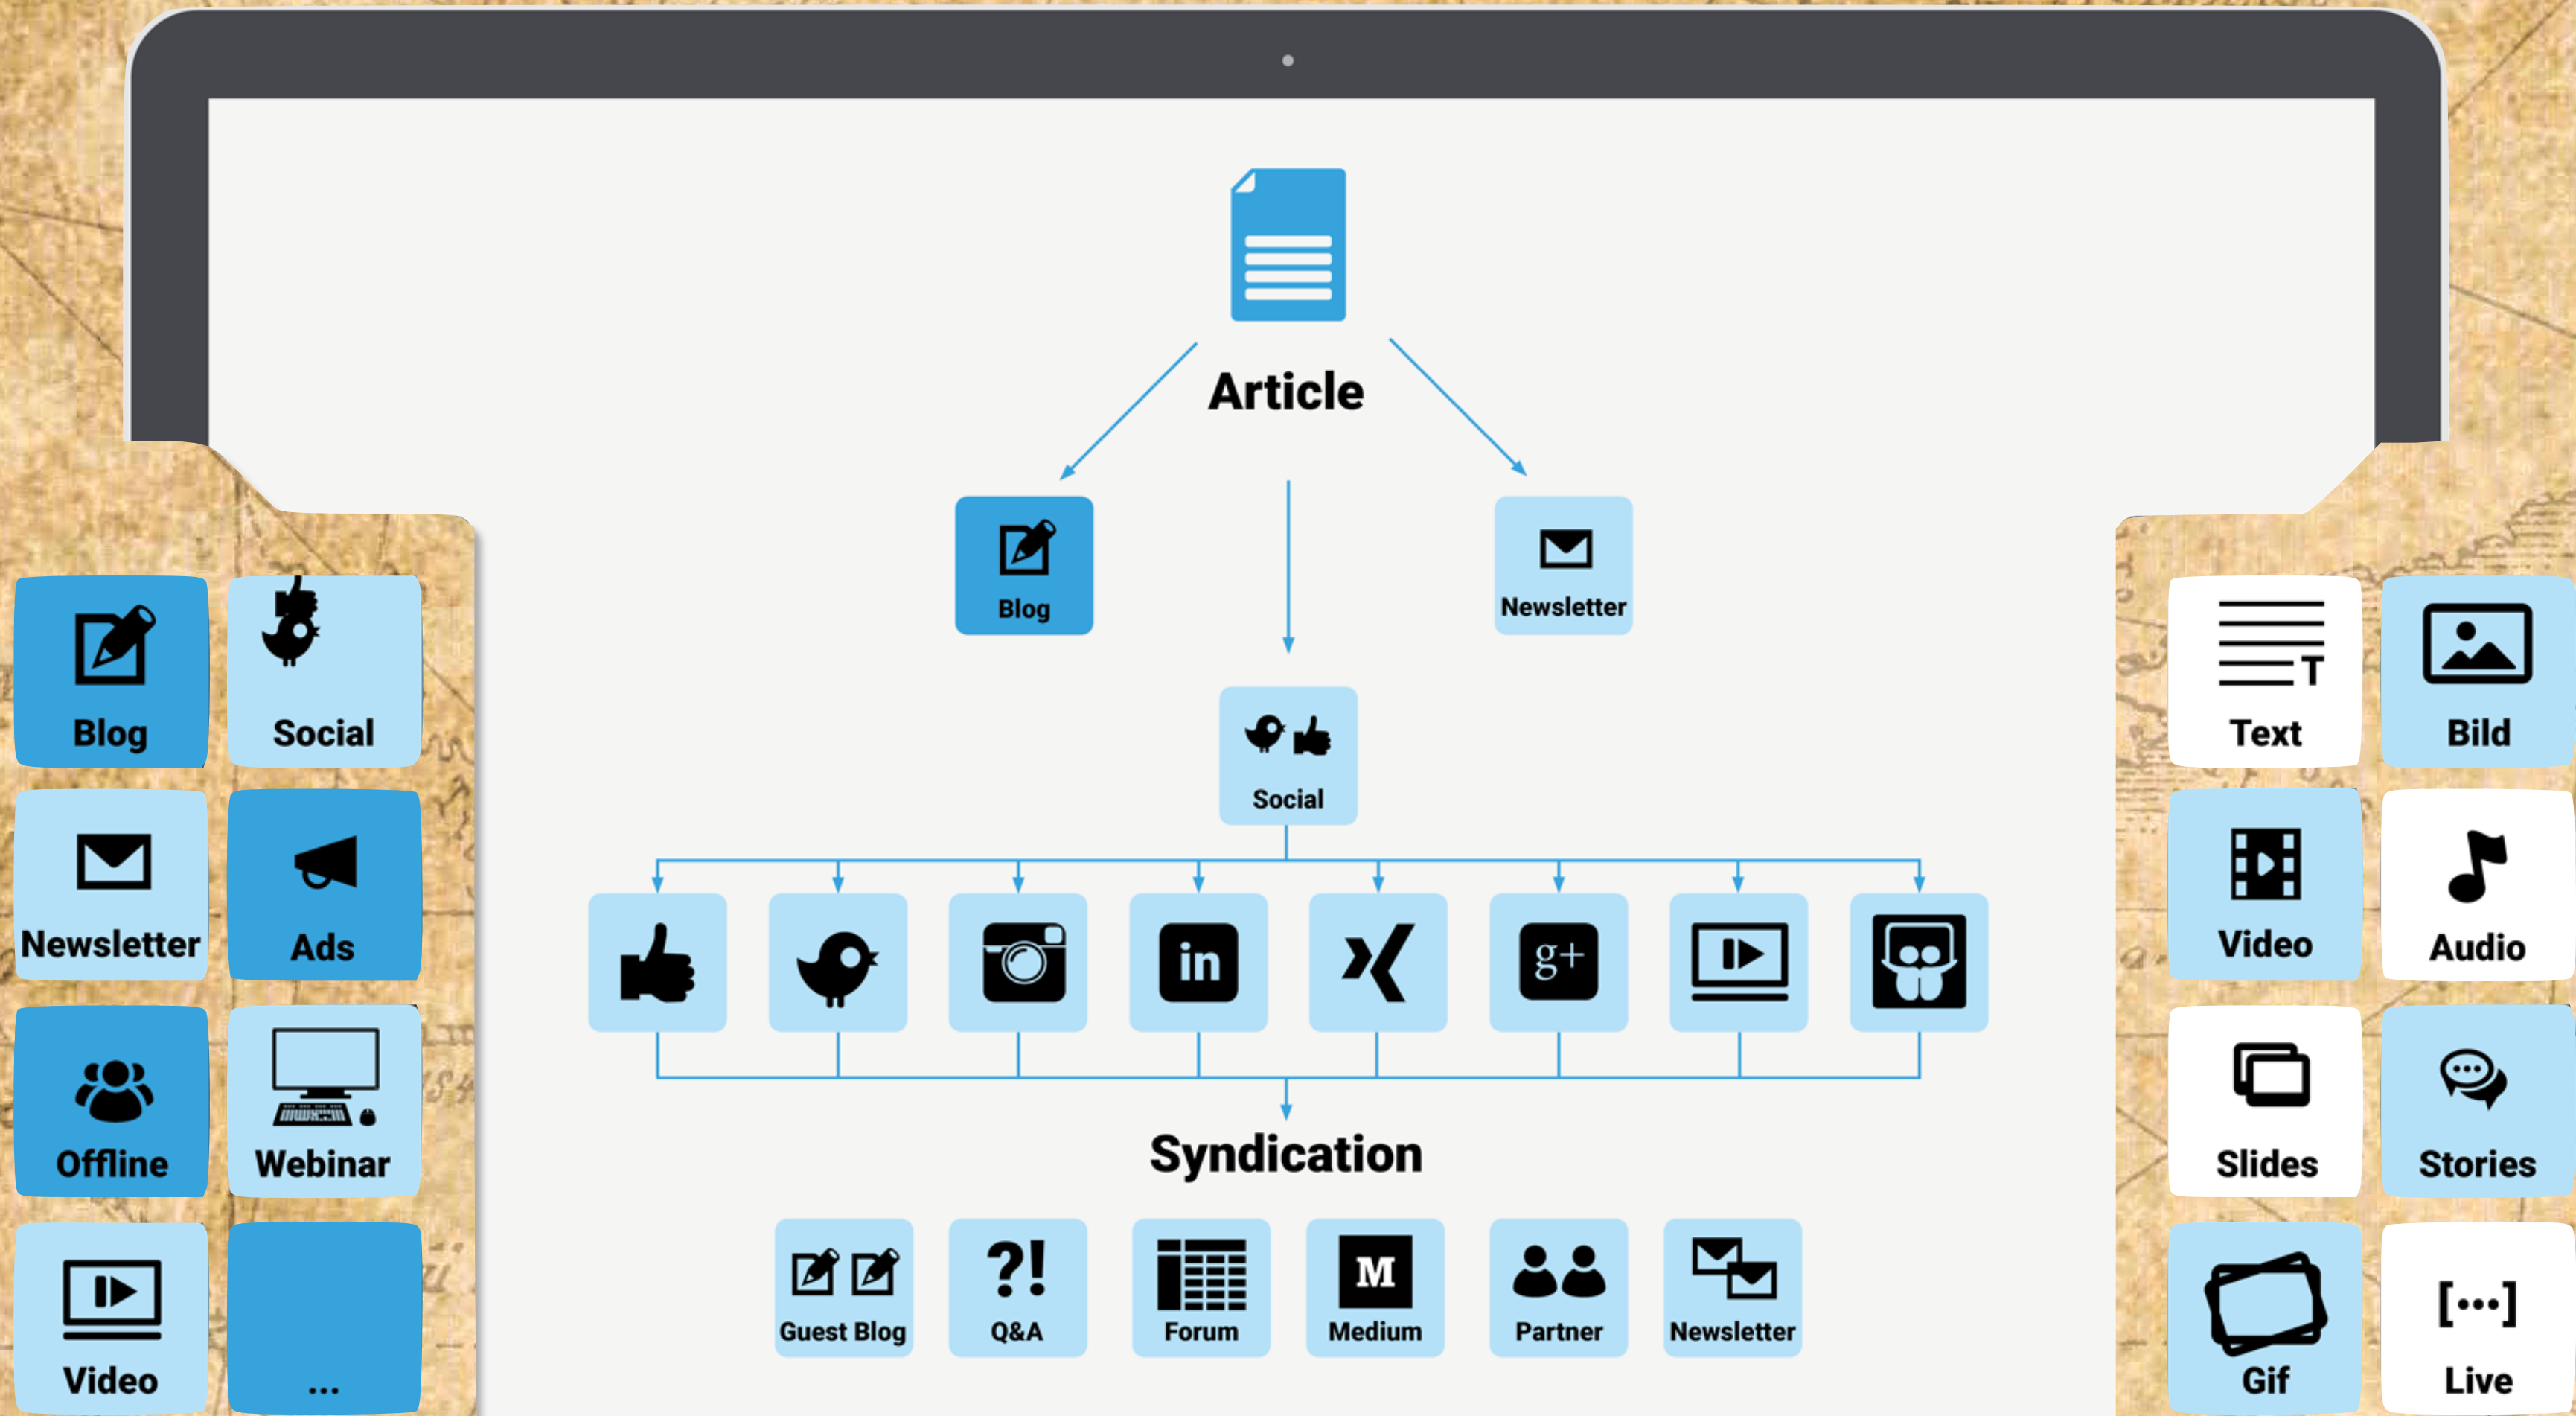 Article
Blog
Newsletter
Social
in
g+
Syndication
Guest Blog
?!
Q&A
Forum
M
Medium
Partner
Newsletter
Blog
Social
Newsletter
Ads
Offline
Webinar
Video
...
T
Text
Bild
Video
Audio
Slides
Stories
Gif
[...]
Live